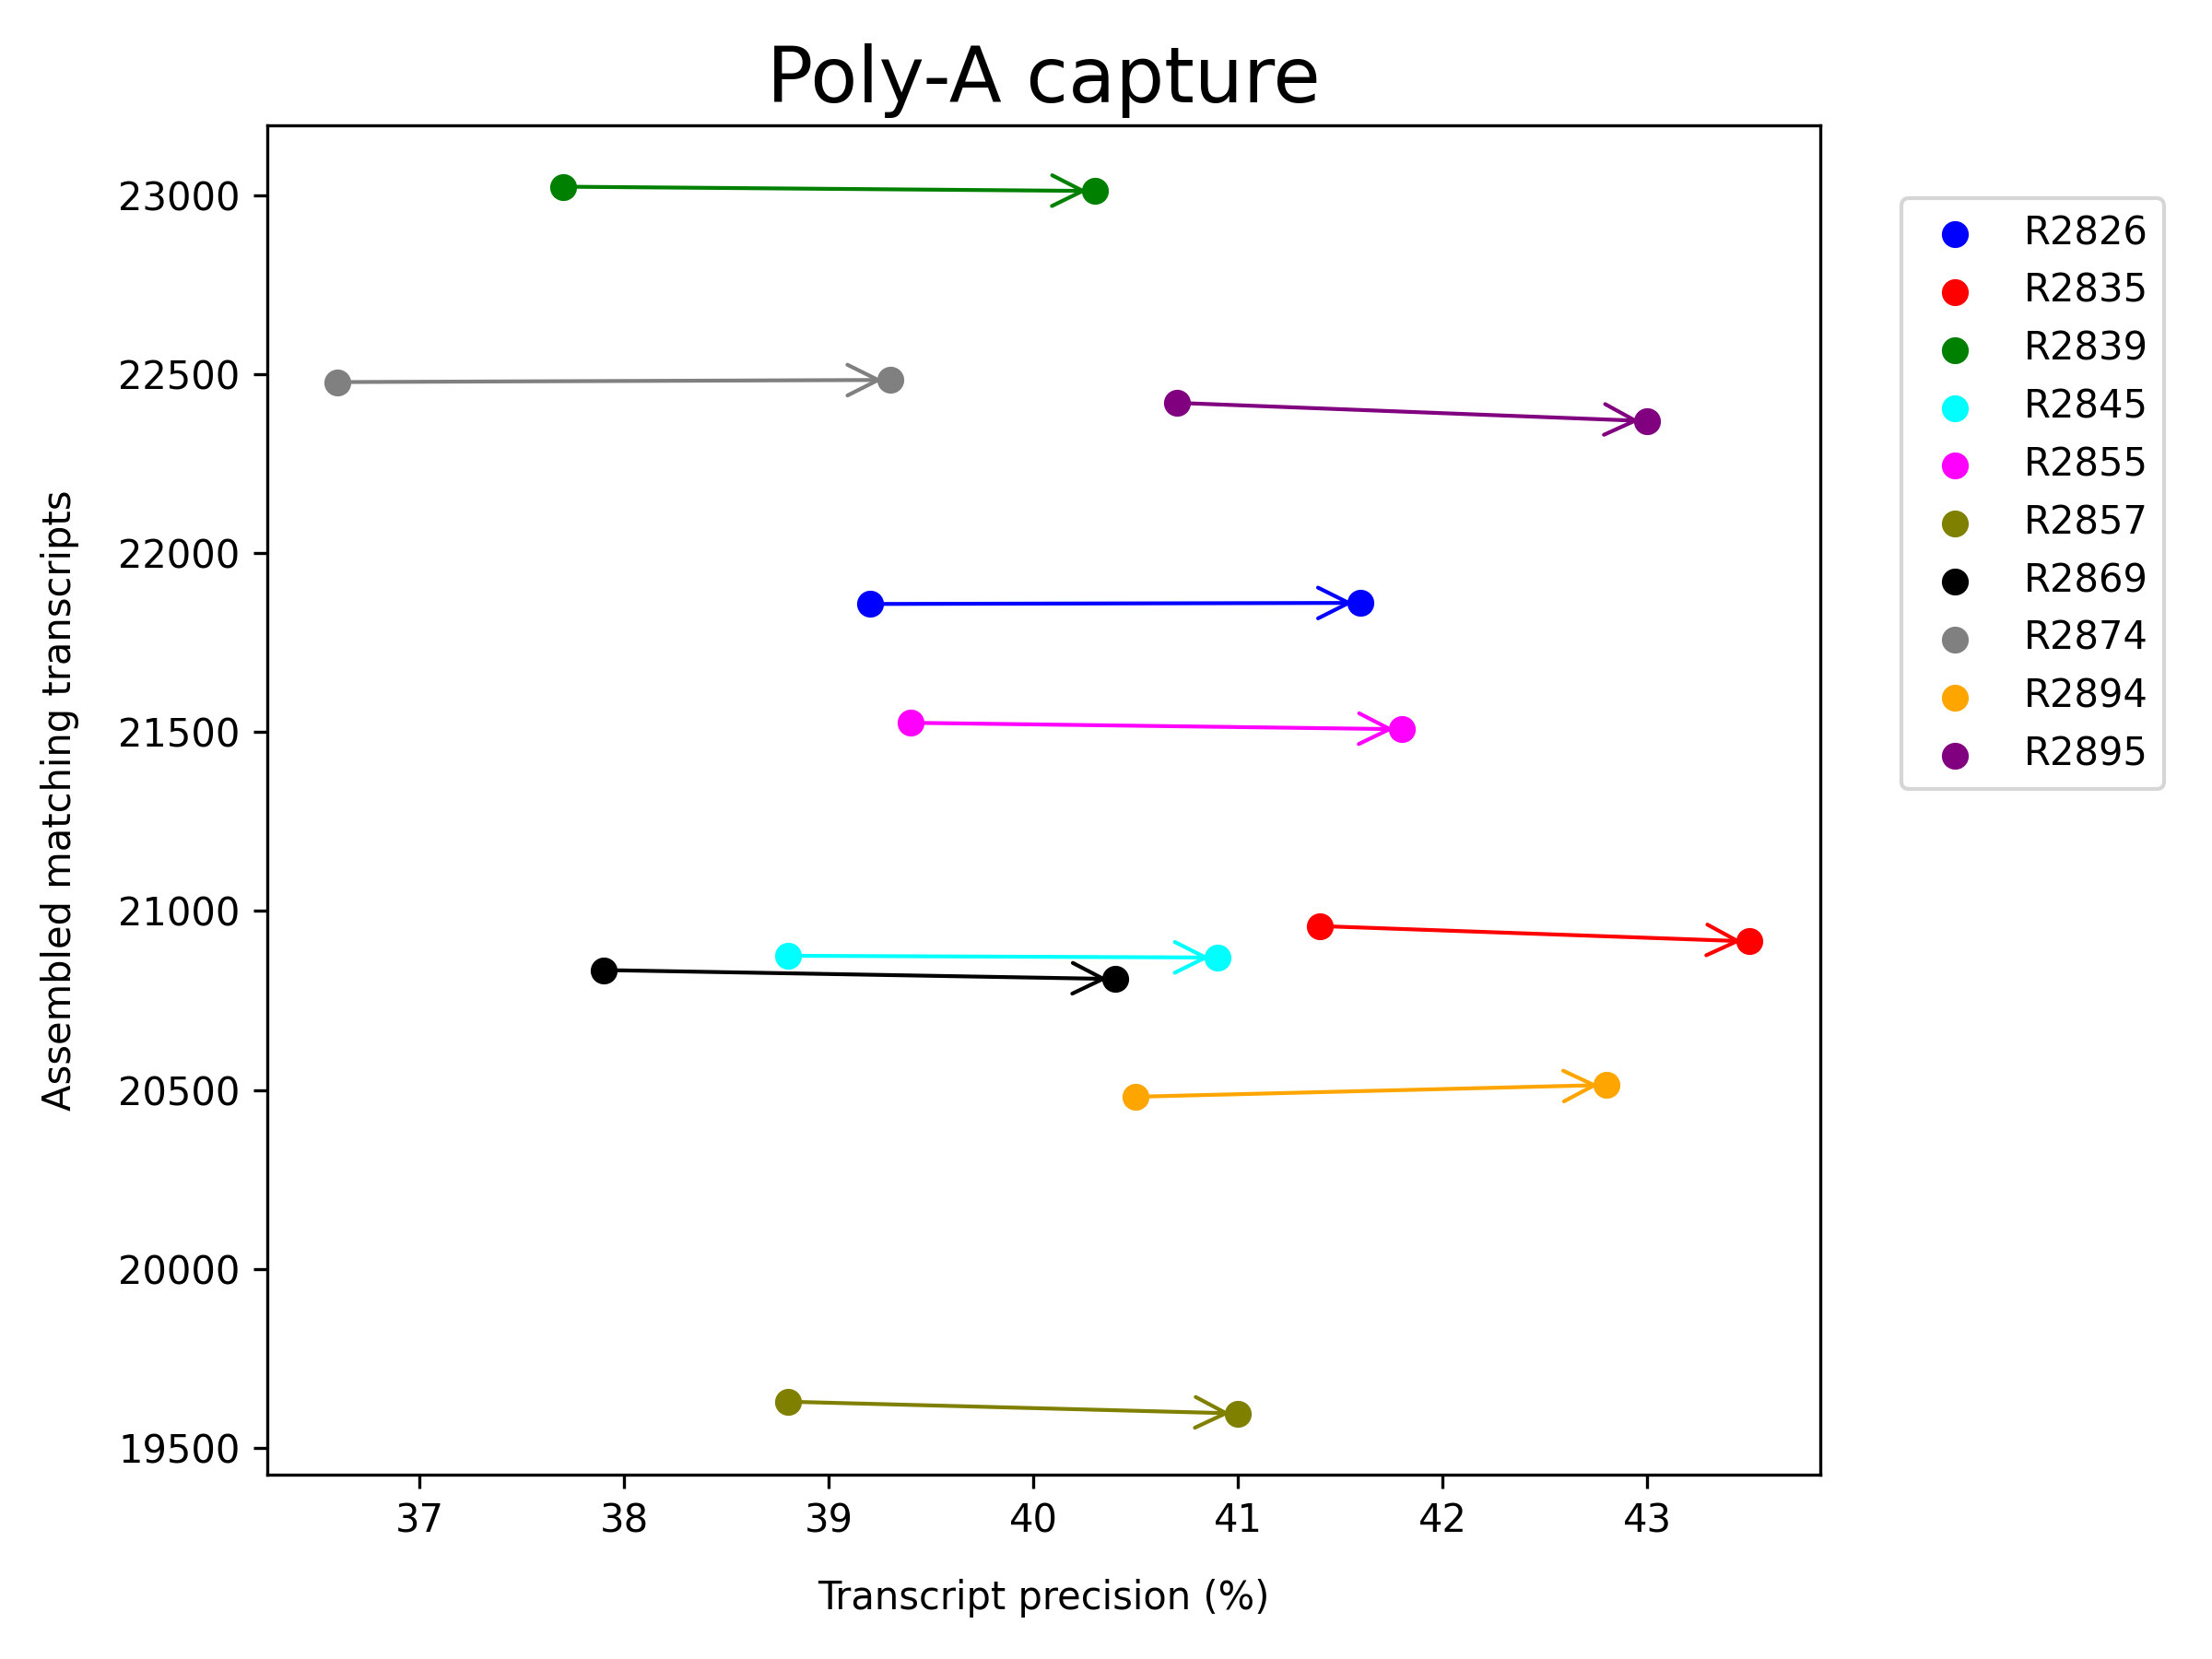 Poly-A capture
Assembled matching transcripts
23000
22500
22000
21500
21000
20500
20000
19500
37 38 39 40 41 42 43
Transcript precision (%)
R2826
R2835
R2839
R2845
R2855
R2857
R2869
R2874
R2894
R2895